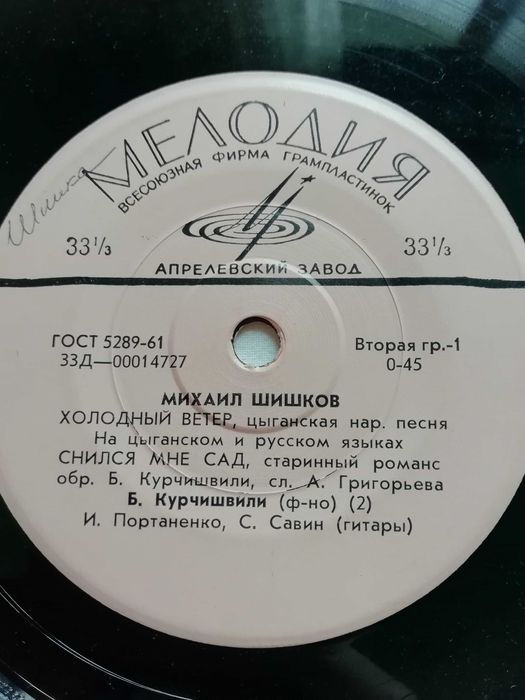 МЕЛОДИЯ
ВСЕСОЮЗНАЯ ФИРМА ГРАМПЛАСТИНОК
33⅓ 33⅓
АПРЕЛЕВСКИЙ ЗАВОД
ГОСТ 5289-61 Вторая гр.-1
33Д—00014727 0-45
МИХАИЛ ШИШКОВ
ХОЛОДНЫЙ ВЕТЕР, цыганская нар. песня
На цыганском и русском языках
СНИЛСЯ МНЕ САД, старинный романс
обр. Б. Курчишвили, сл. А. Григорьева
Б. Курчишвили (ф-но) (2)
И. Портаненко, С. Савин (гитары)